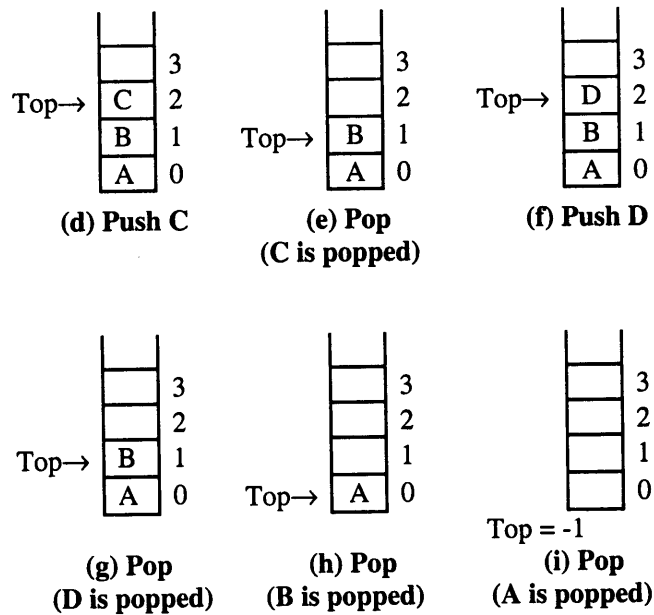 3
Top→ C 2
B 1
A 0
(d) Push C
3
2
Top→ B 1
A 0
(e) Pop
(C is popped)
3
Top→ D 2
B 1
A 0
(f) Push D
3
2
Top→ B 1
A 0
(g) Pop
(D is popped)
3
2
1
Top→ A 0
(h) Pop
(B is popped)
3
2
1
0
Top = -1
(i) Pop
(A is popped)